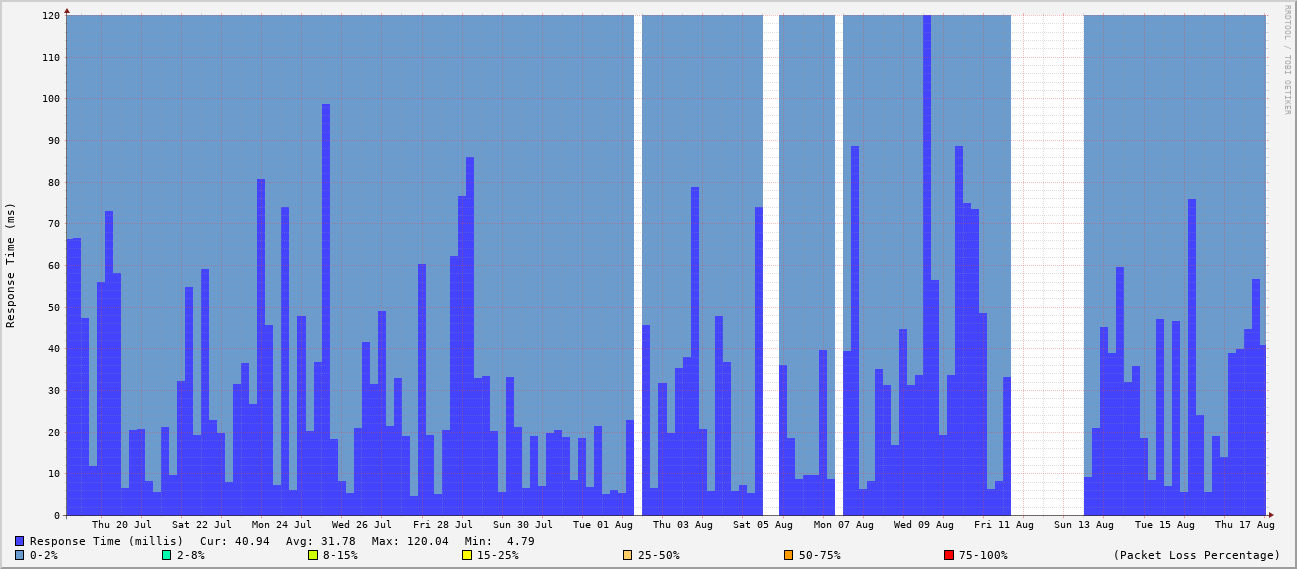 RRDTOOL / TOBI OETIKER
Response Time (ms)
120
110
100
90
80
70
60
50
40
30
20
10
0
Thu 20 Jul Sat 22 Jul Mon 24 Jul Wed 26 Jul Fri 28 Jul Sun 30 Jul Tue 01 Aug Thu 03 Aug Sat 05 Aug Mon 07 Aug Wed 09 Aug Fri 11 Aug Sun 13 Aug Tue 15 Aug Thu 17 Aug
Response Time (millis) Cur: 40.94 Avg: 31.78 Max: 120.04 Min: 4.79
0-2% 2-8% 8-15% 15-25% 25-50% 50-75% 75-100% (Packet Loss Percentage)